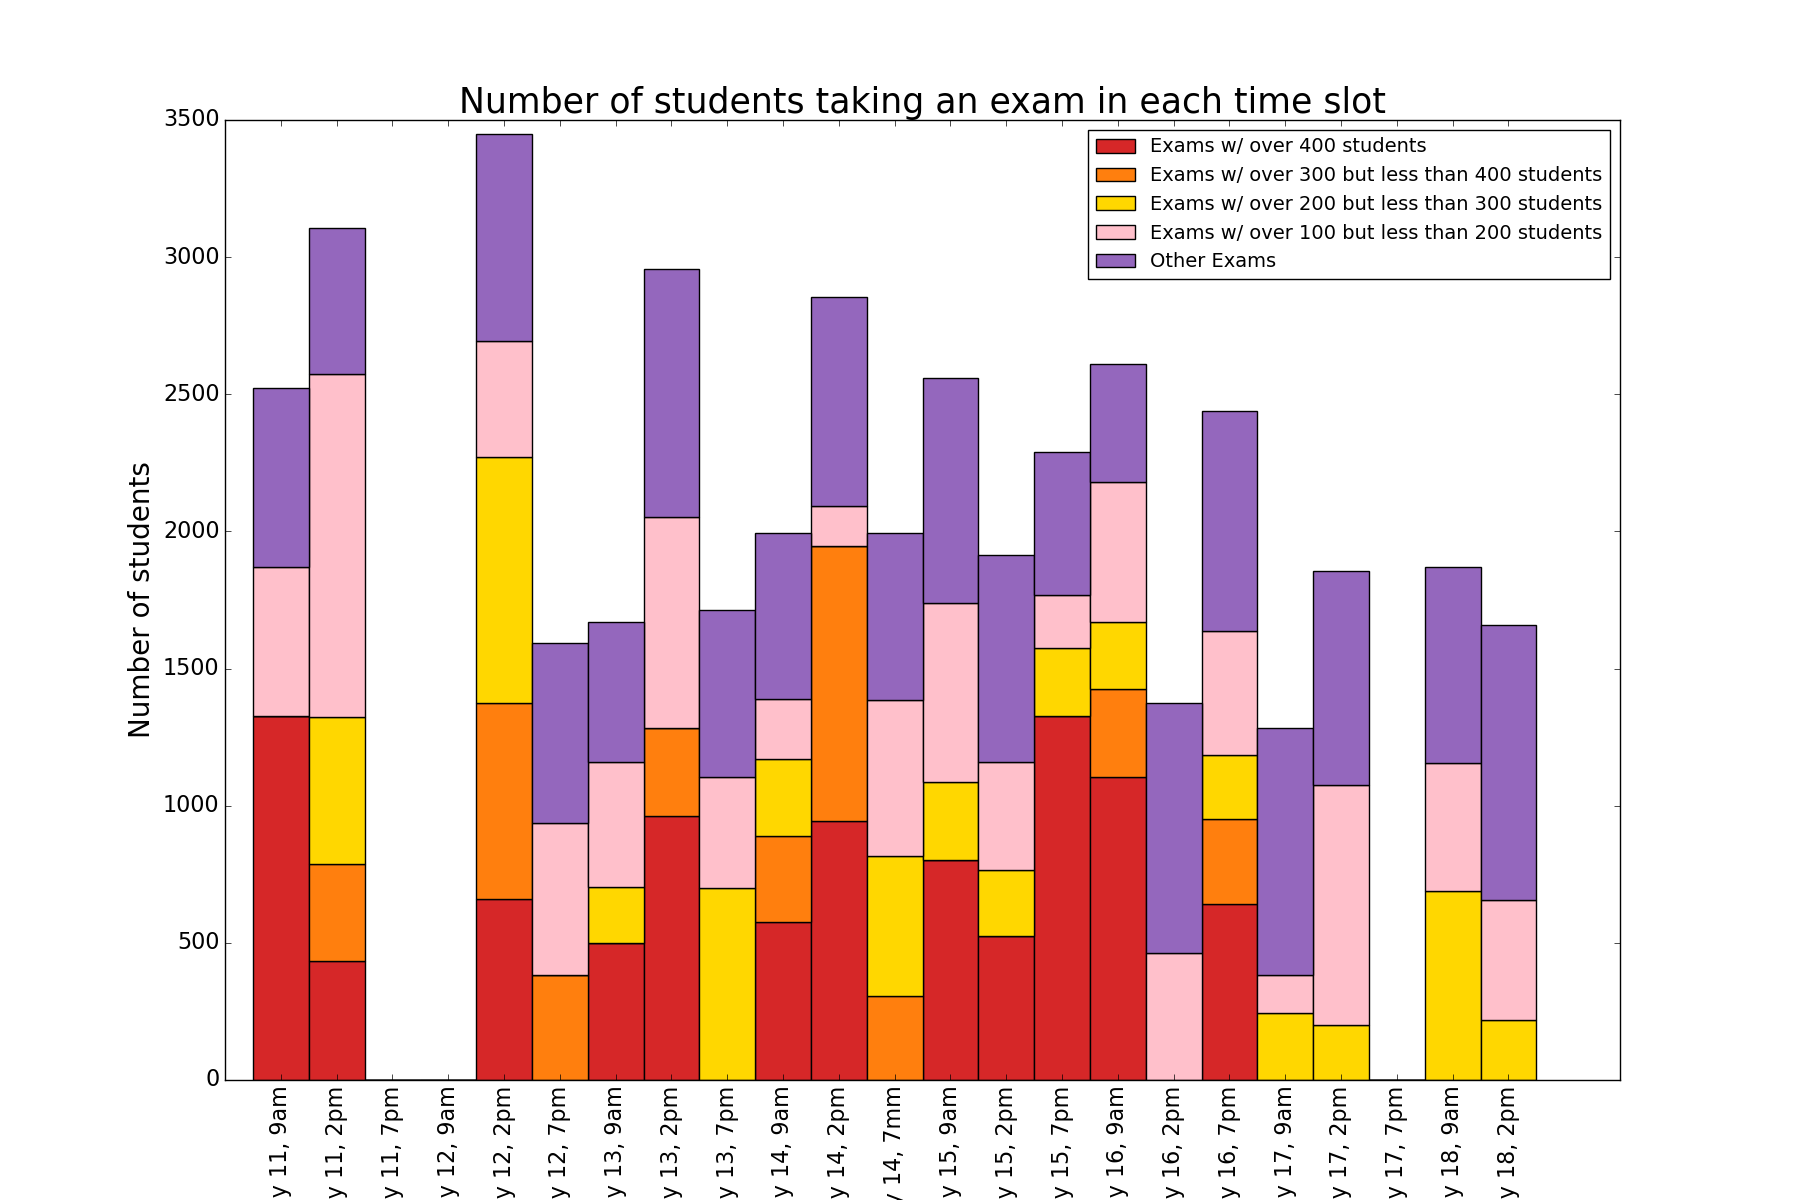 Number of students taking an exam in each time slot
Exams w/ over 400 students
Exams w/ over 300 but less than 400 students
Exams w/ over 200 but less than 300 students
Exams w/ over 100 but less than 200 students
Other Exams
Number of students
3500
3000
2500
2000
1500
1000
500
0
y 11, 9am
y 11, 2pm
y 11, 7pm
y 12, 9am
y 12, 2pm
y 12, 7pm
y 13, 9am
y 13, 2pm
y 13, 7pm
y 14, 9am
y 14, 2pm
y 14, 7mm
y 15, 9am
y 15, 2pm
y 15, 7pm
y 16, 9am
y 16, 2pm
y 16, 7pm
y 17, 9am
y 17, 2pm
y 17, 7pm
y 18, 9am
y 18, 2pm